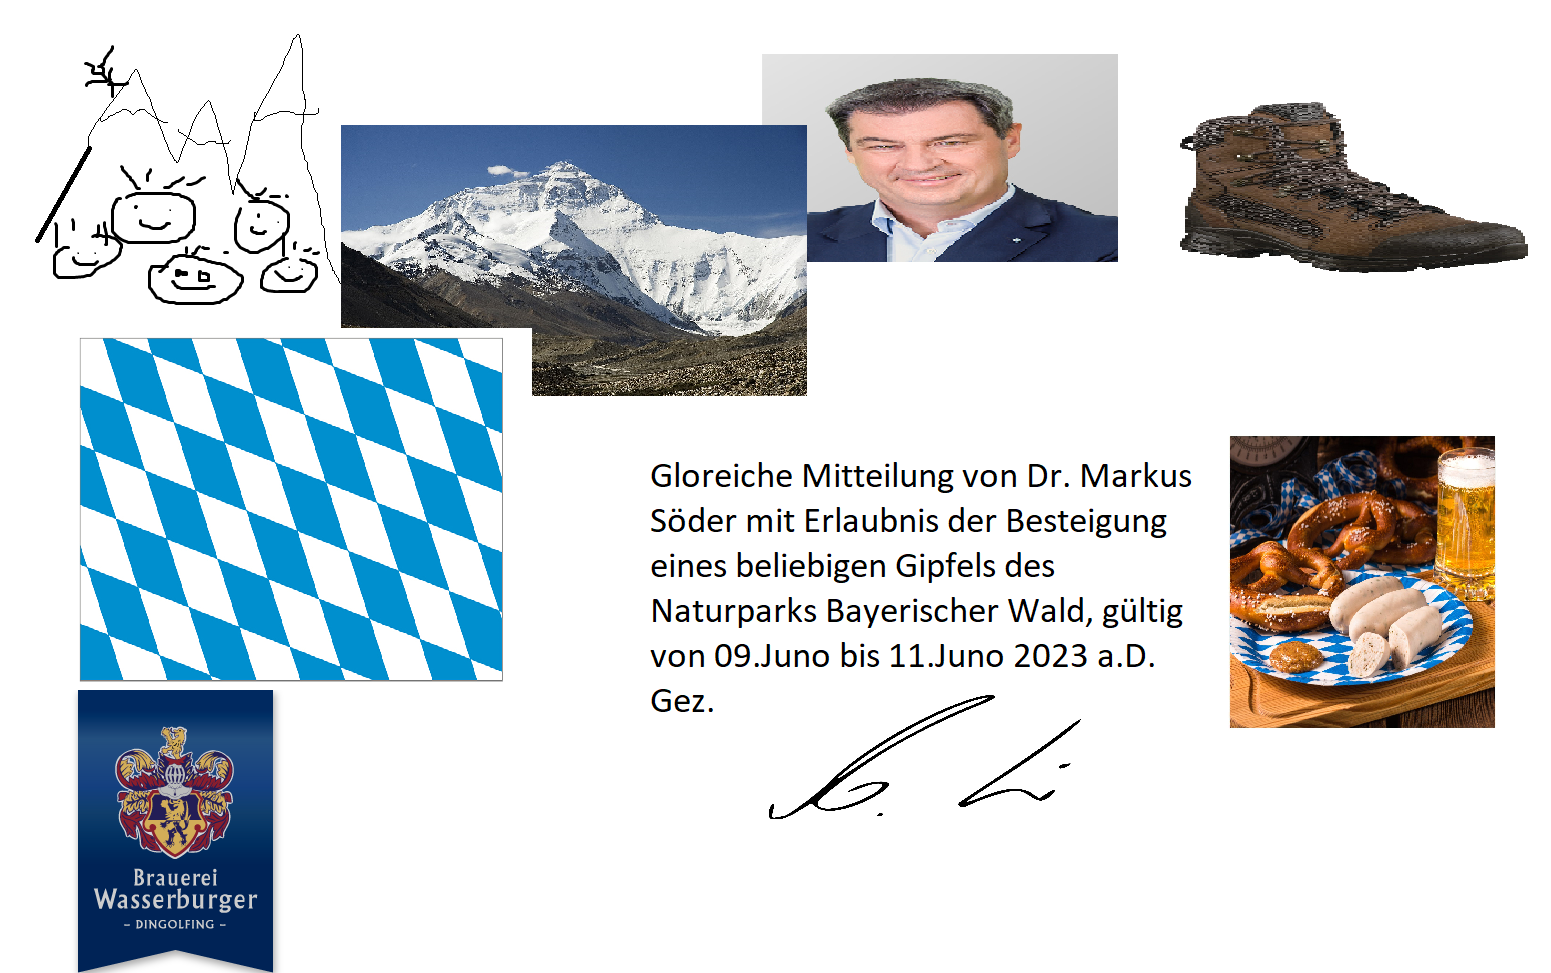 Gloreiche Mitteilung von Dr. Markus
Söder mit Erlaubnis der Besteigung
eines beliebigen Gipfels des
Naturparks Bayerischer Wald, gültig
von 09.Juno bis 11.Juno 2023 a.D.
Gez.
Brauerei
Wasserburger
– DINGOLFING –